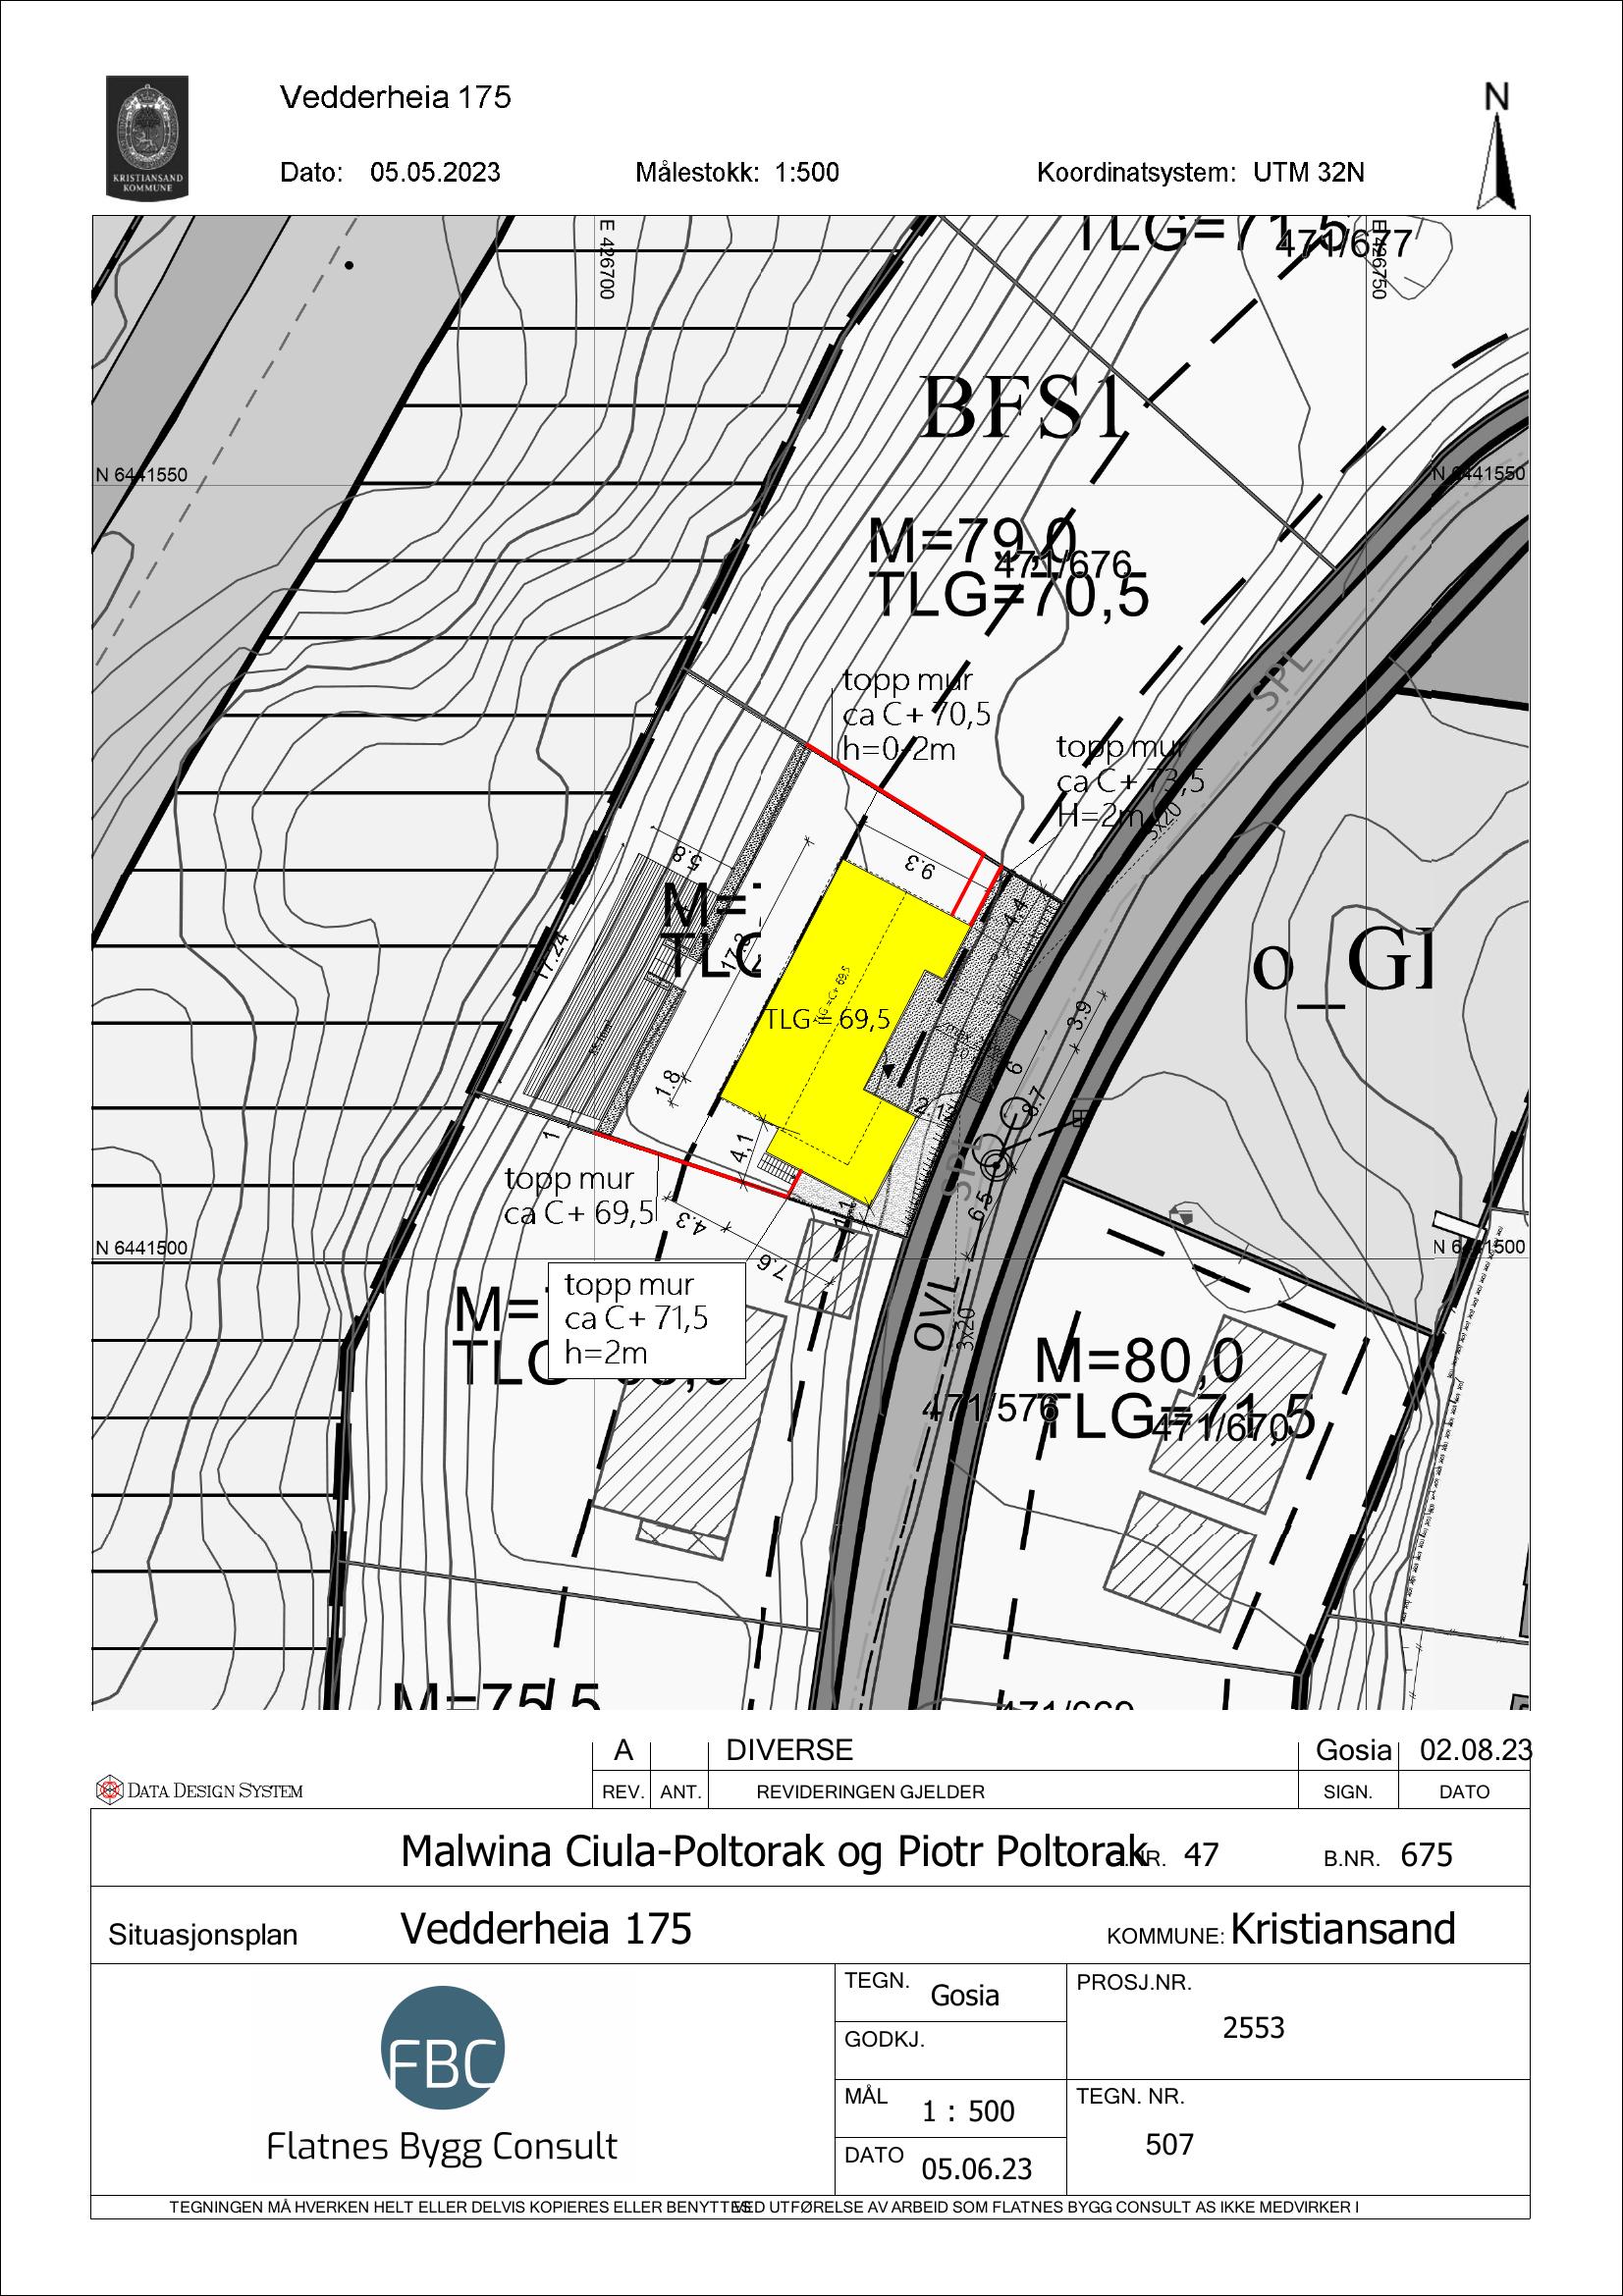 Vedderheia 175
N
KRISTIANSAND
KOMMUNE
Dato: 05.05.2023
Målestokk: 1:500
Koordinatsystem: UTM 32N
E 426700
471/677
E 426750
BFS1
N 6441550
N 6441550
M=79,0
471/676
TLG=70,5
SPL
topp mur
ca C+ 70,5
h=0-2m
topp mur
ca C+ 73,5
H=2m
3x20
5.8
9.3
4.4
17.24
17.3
o_Gl
TLG = C+ 69,5
TLG = 69,5
3.9
6
8.7
1.8
2.13
1
4,1
SPL
6.5
topp mur
ca C+ 69,5
4.3
7.6
N 6441500
N 6441500
topp mur
ca C+ 71,5
h=2m
OVL
3x20
M=80,0
TLG=71,5
471/576
471/670
M=75,5
A DIVERSE Gosia 02.08.23
DATA DESIGN SYSTEM
REV. ANT. REVIDERINGEN GJELDER SIGN. DATO
Malwina Ciula-Poltorak og Piotr Poltorak
NR. 47
B.NR. 675
Situasjonsplan Vedderheia 175
KOMMUNE: Kristiansand
TEGN. Gosia
PROSJ.NR.
2553
GODKJ.
FBC
Flatnes Bygg Consult
MÅL 1 : 500
TEGN. NR.
507
DATO 05.06.23
TEGNINGEN MÅ HVERKEN HELT ELLER DELVIS KOPIERES ELLER BENYTTES VED UTFØRELSE AV ARBEID SOM FLATNES BYGG CONSULT AS IKKE MEDVIRKER I